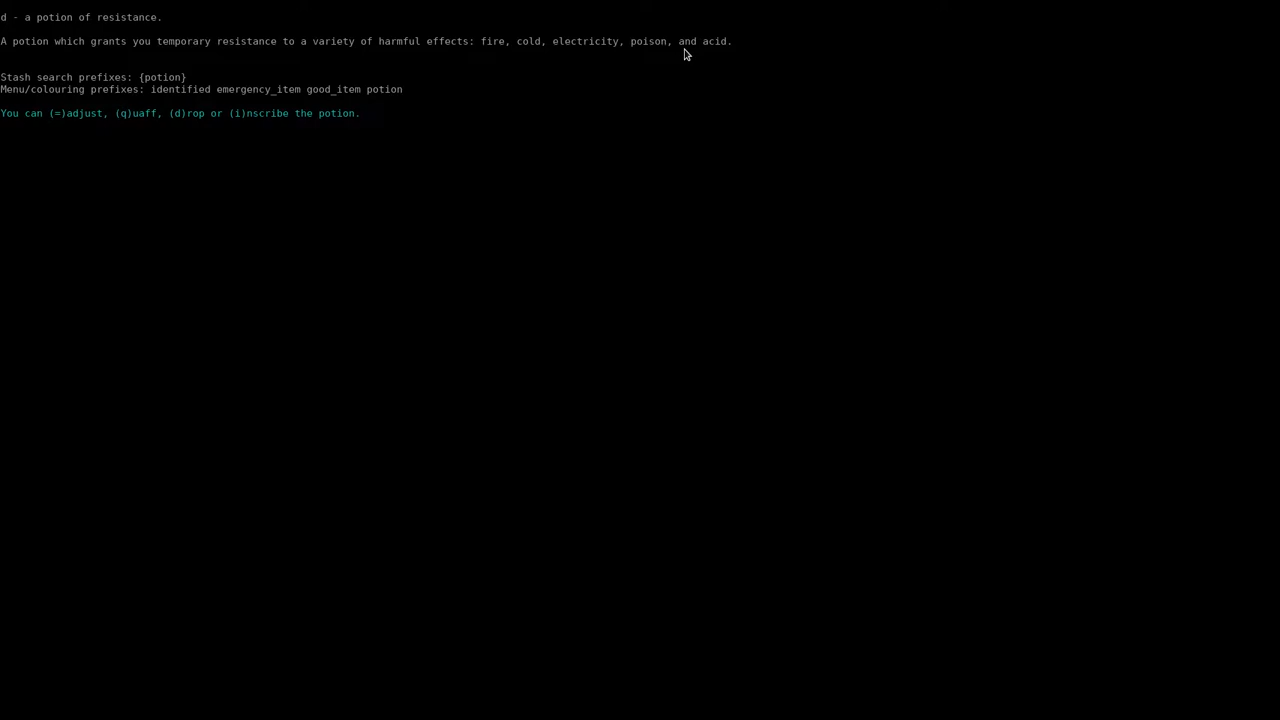 d - a potion of resistance.
A potion which grants you temporary resistance to a variety of harmful effects: fire, cold, electricity, poison, and acid.
Stash search prefixes: {potion}
Menu/colouring prefixes: identified emergency_item good_item potion
You can (=)adjust, (q)uaff, (d)rop or (i)nscribe the potion.